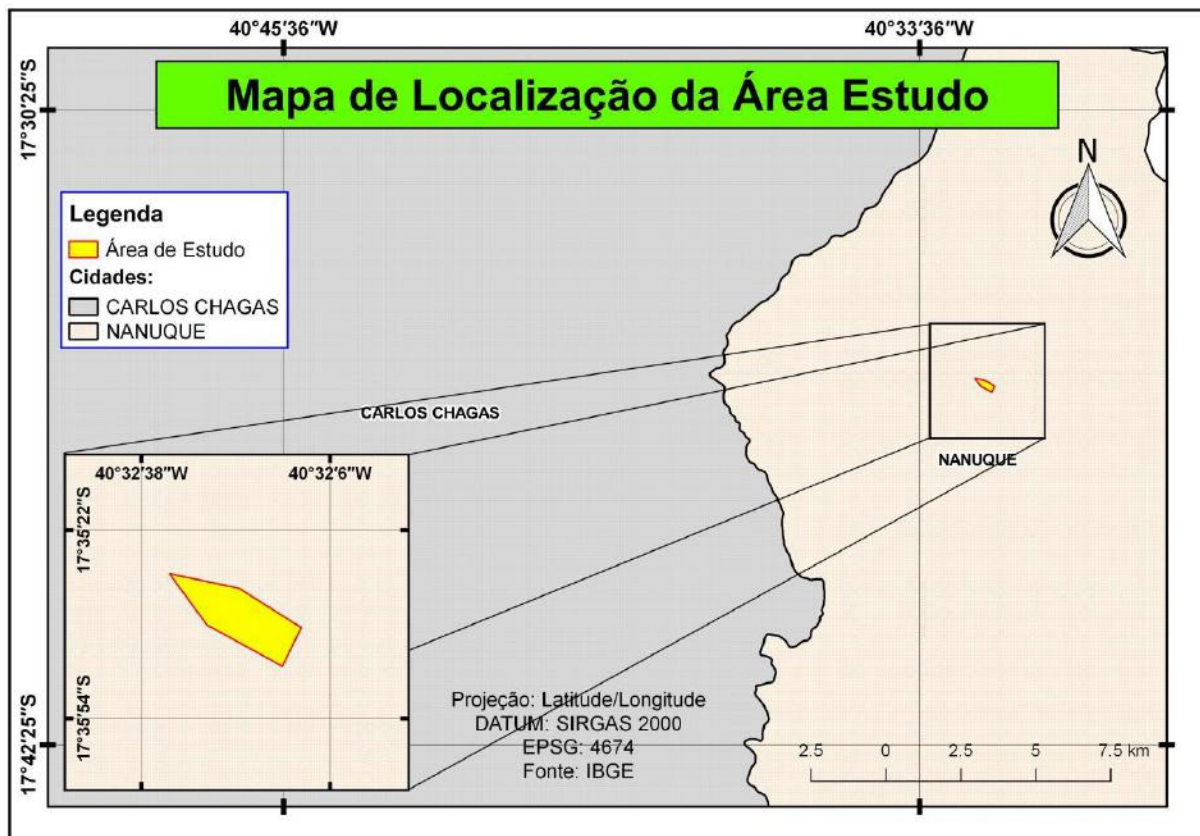 40°45'36"W
40°33'36"W
17°30'25"S
Mapa de Localização da Área Estudo
N
Legenda
Área de Estudo
Cidades:
CARLOS CHAGAS
NANUQUE
CARLOS CHAGAS
NANUQUE
40°32'38"W
40°32'6"W
17°35'22"S
17°35'54"S
17°42'25"S
Projeção: Latitude/Longitude
DATUM: SIRGAS 2000
EPSG: 4674
Fonte: IBGE
2.5 0 2.5 5 7.5 km